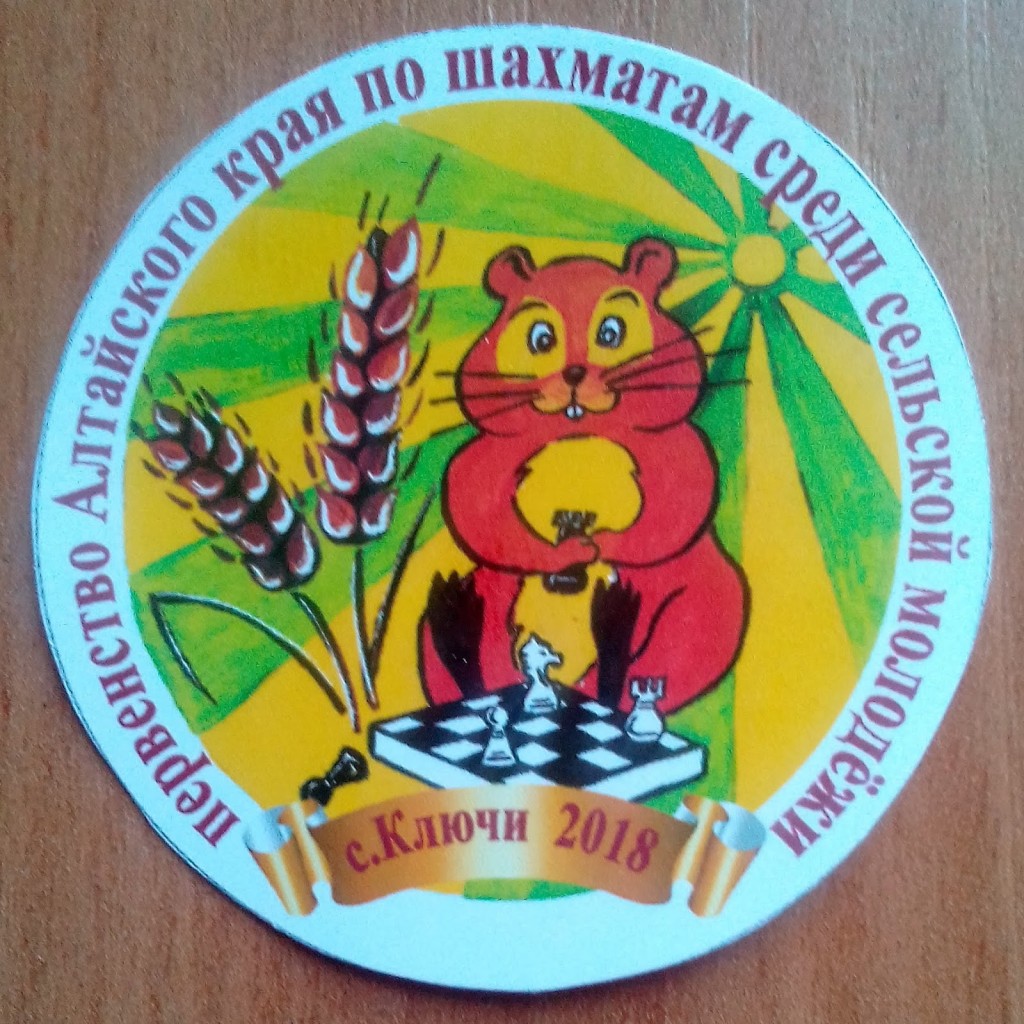 первенство Алтайского края по шахматам среди сельской молодёжи
с.Ключи 2018